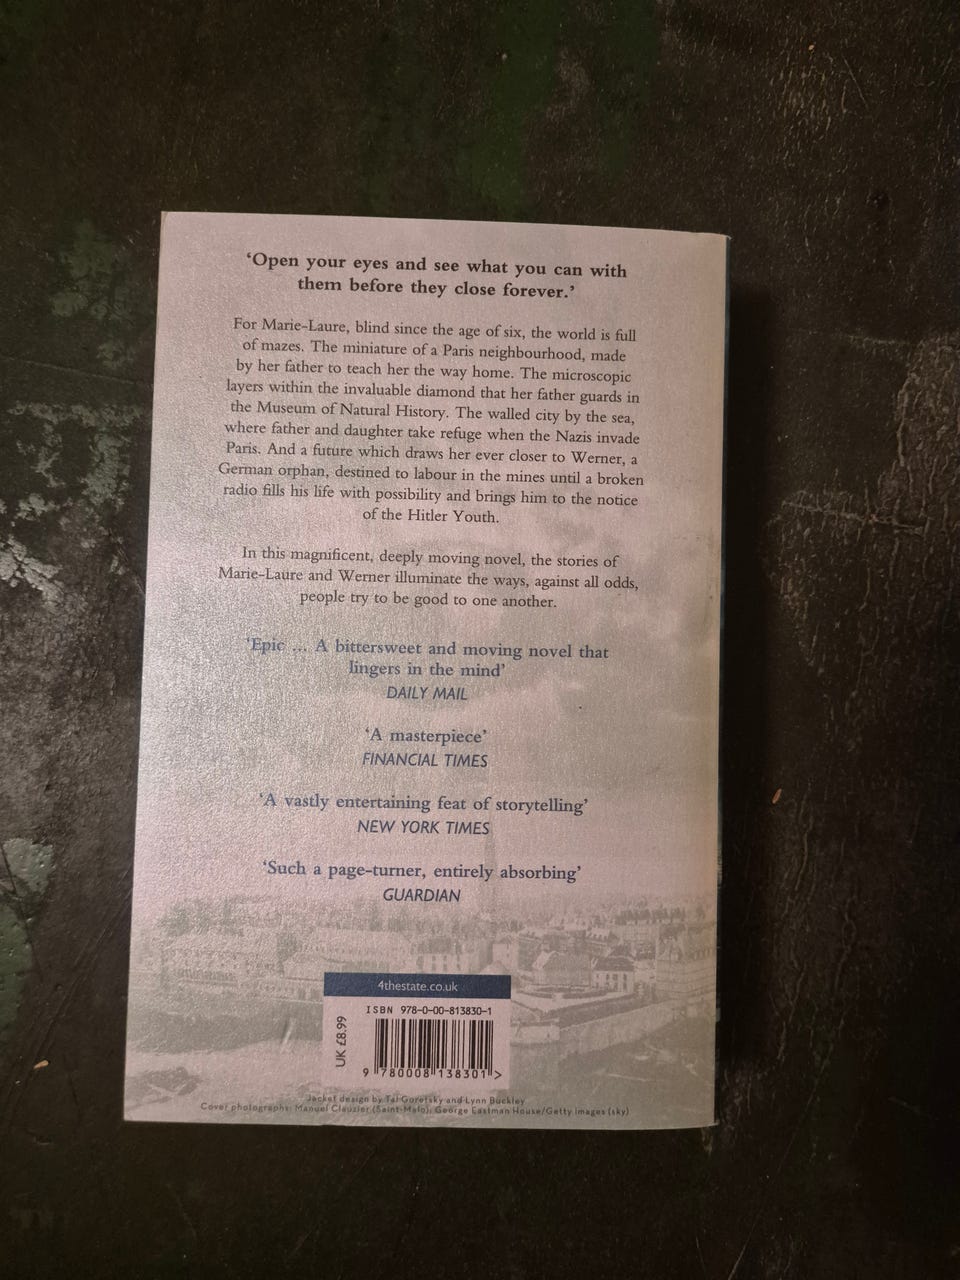 ‘Open your eyes and see what you can with
them before they close forever.’
For Marie-Laure, blind since the age of six, the world is full
of mazes. The miniature of a Paris neighbourhood, made
by her father to teach her the way home. The microscopic
layers within the invaluable diamond that her father guards in
the Museum of Natural History. The walled city by the sea,
where father and daughter take refuge when the Nazis invade
Paris. And a future which draws her ever closer to Werner, a
German orphan, destined to labour in the mines until a broken
radio fills his life with possibility and brings him to the notice
of the Hitler Youth.
In this magnificent, deeply moving novel, the stories of
Marie-Laure and Werner illuminate the ways, against all odds,
people try to be good to one another.
‘Epic ... A bittersweet and moving novel that
lingers in the mind’
DAILY MAIL
‘A masterpiece’
FINANCIAL TIMES
‘A vastly entertaining feat of storytelling’
NEW YORK TIMES
‘Such a page-turner, entirely absorbing’
GUARDIAN
4thestate.co.uk
ISBN 978-0-00-813830-1
UK £8.99
9 780008 138301 >
Jacket design by Tal Goretsky and Lynn Buckley
Cover photographs: Manuel Clauzier (Saint-Malo); George Eastman House/Getty Images (sky)